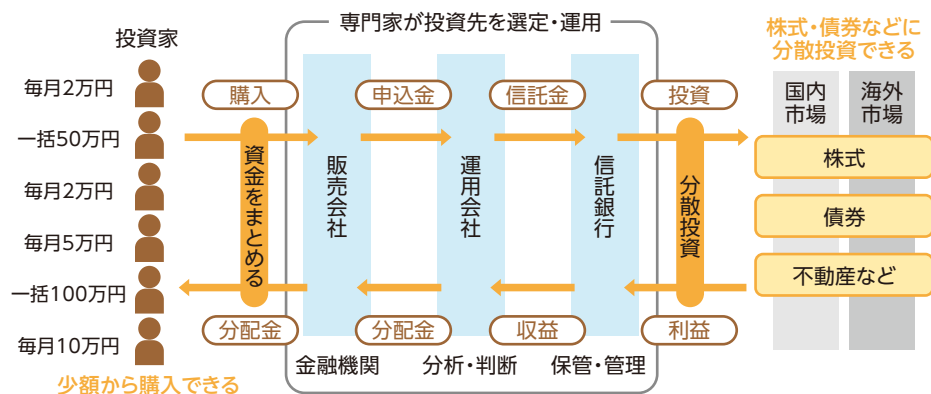 専門家が投資先を選定・運用
投資家
毎月2万円
一括50万円
毎月2万円
毎月5万円
一括100万円
毎月10万円
少額から購入できる
購入
資金をまとめる
分配金
販売会社
金融機関
申込金
分配金
運用会社
分析・判断
信託金
収益
信託銀行
保管・管理
投資
分散投資
利益
株式・債券などに
分散投資できる
国内
市場
海外
市場
株式
債券
不動産など